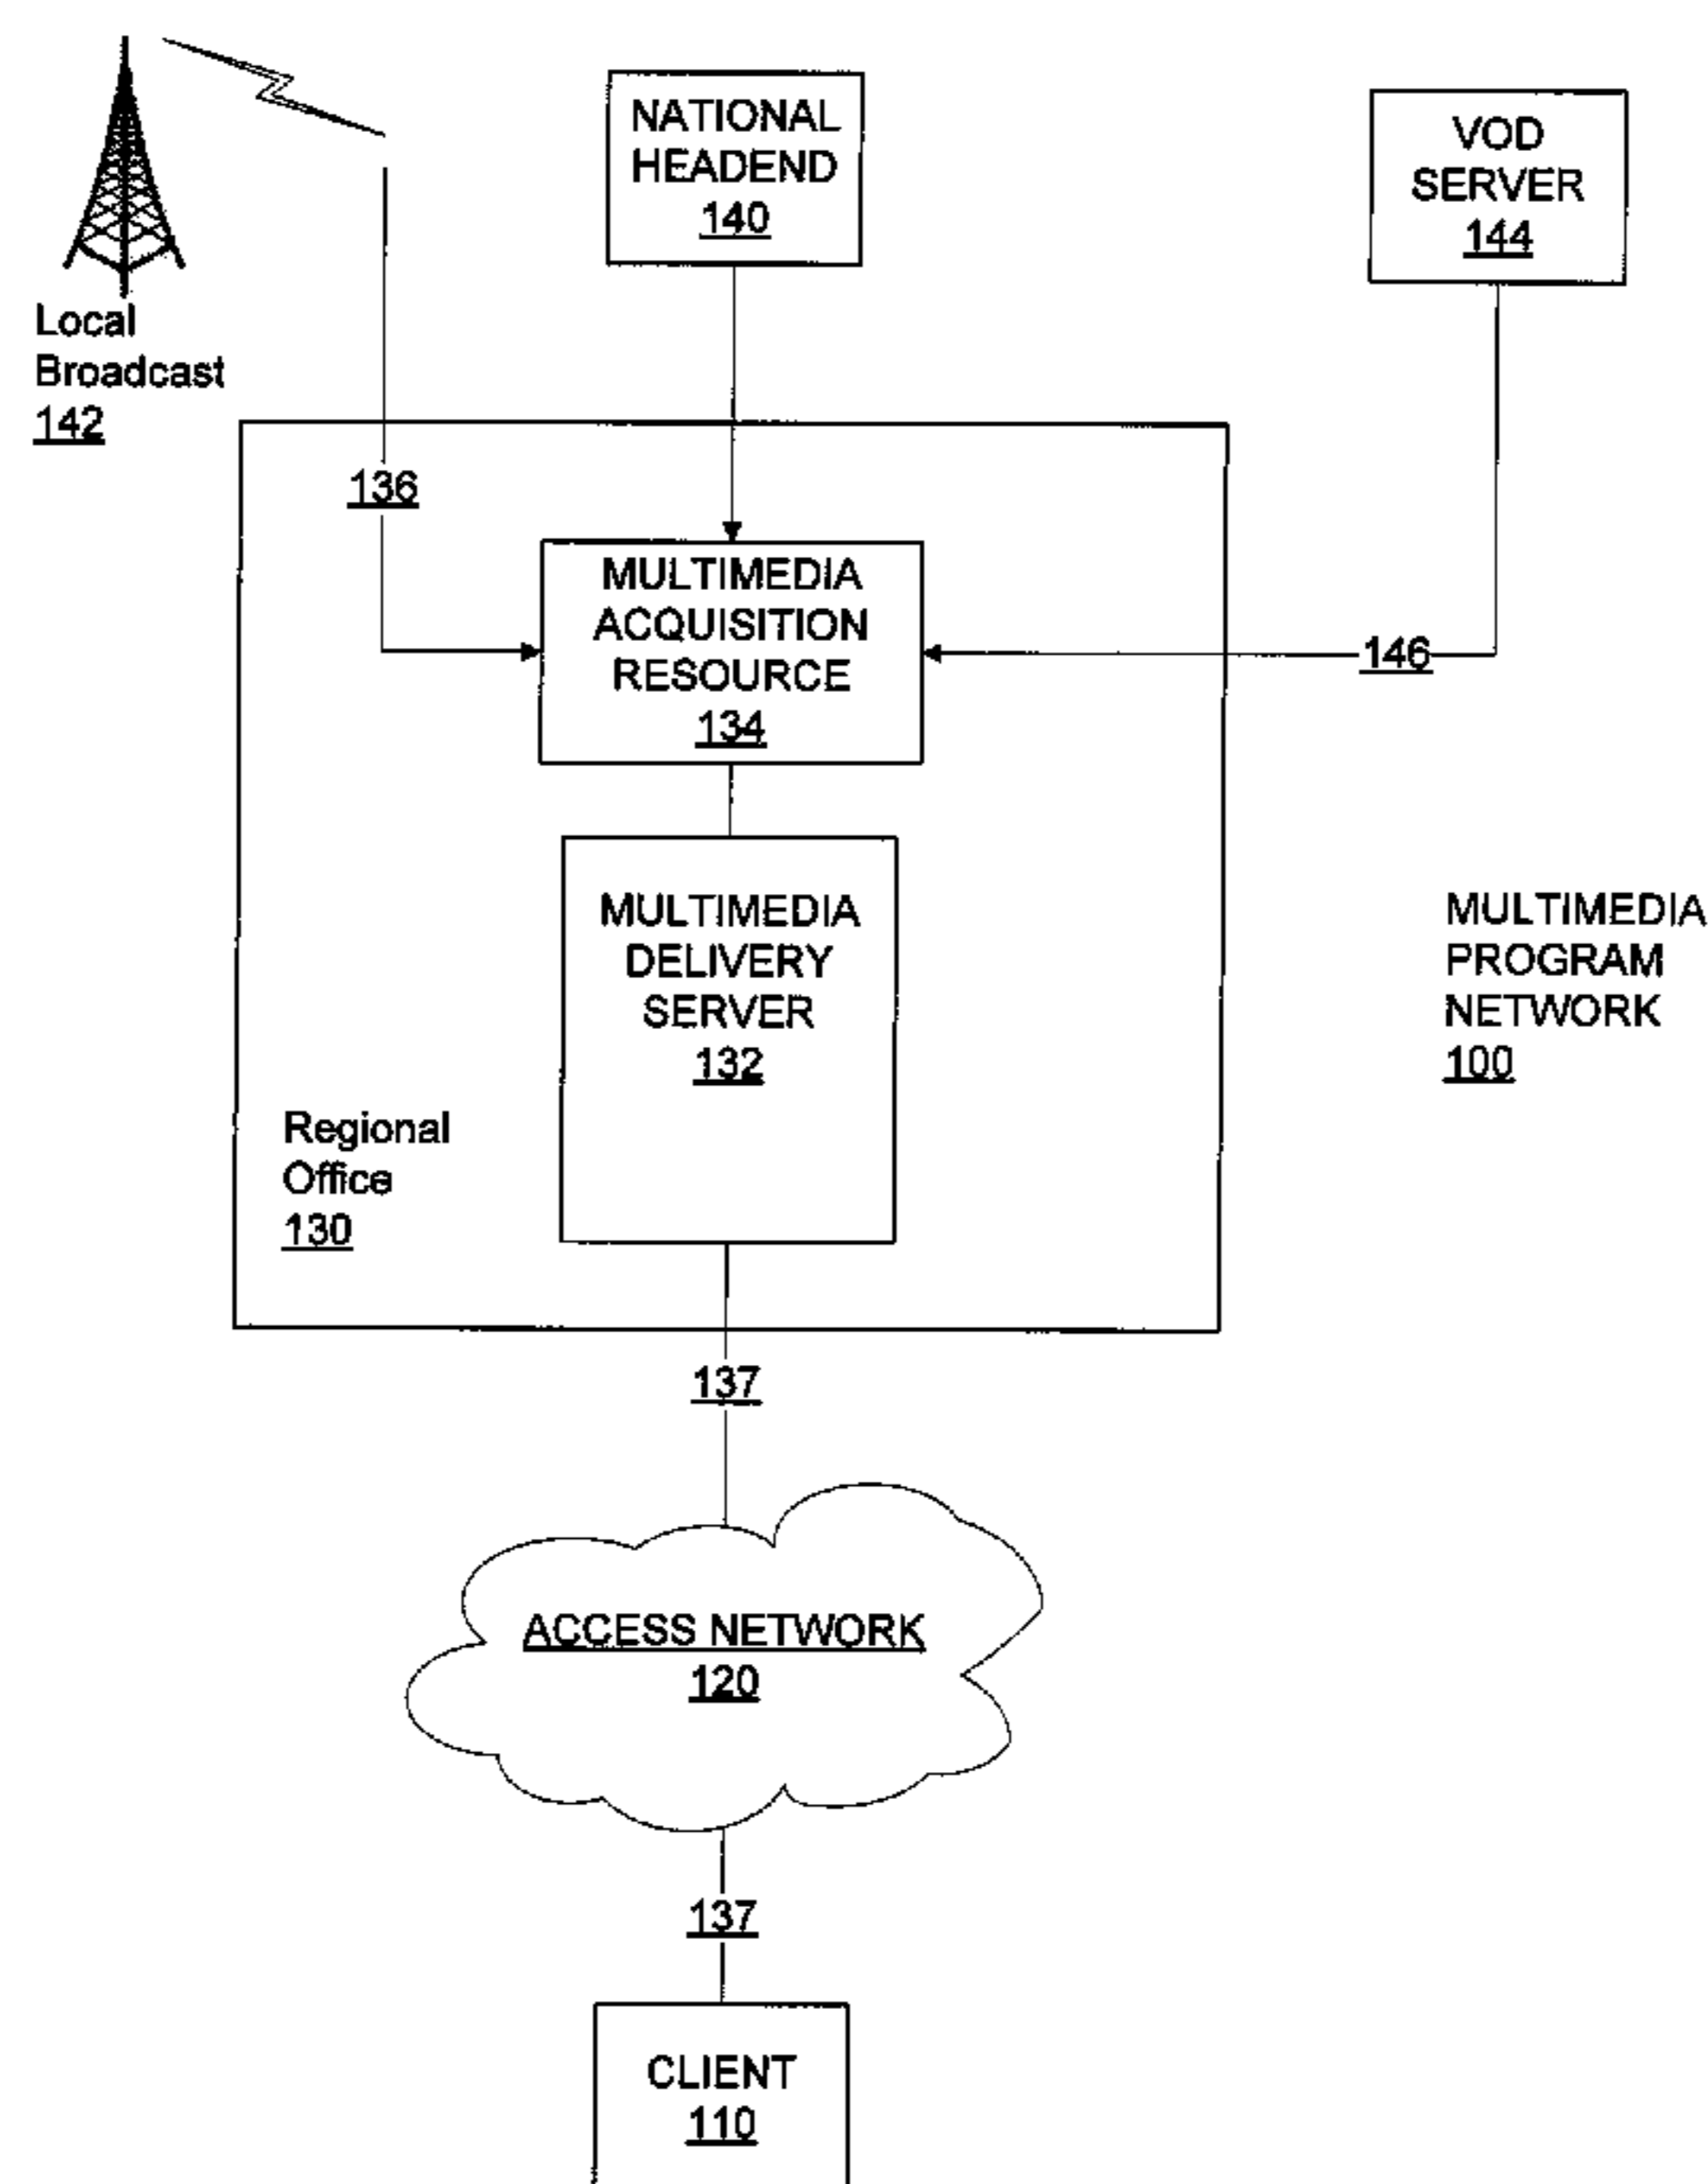 NATIONAL
HEADEND
140
VOD
SERVER
144
Local
Broadcast
142
136
MULTIMEDIA
ACQUISITION
RESOURCE
134
146
MULTIMEDIA
DELIVERY
SERVER
132
MULTIMEDIA
PROGRAM
NETWORK
100
Regional
Office
130
137
ACCESS NETWORK
120
137
CLIENT
110